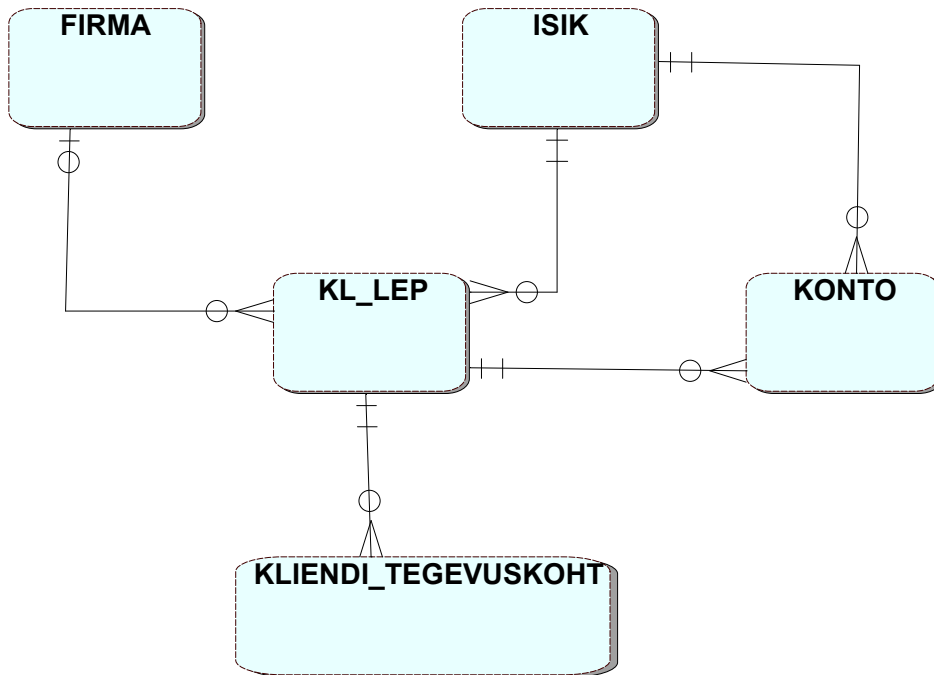 FIRMA
ISIK
KL_LEP
KONTO
KLIENDI_TEGEVUSKOHT